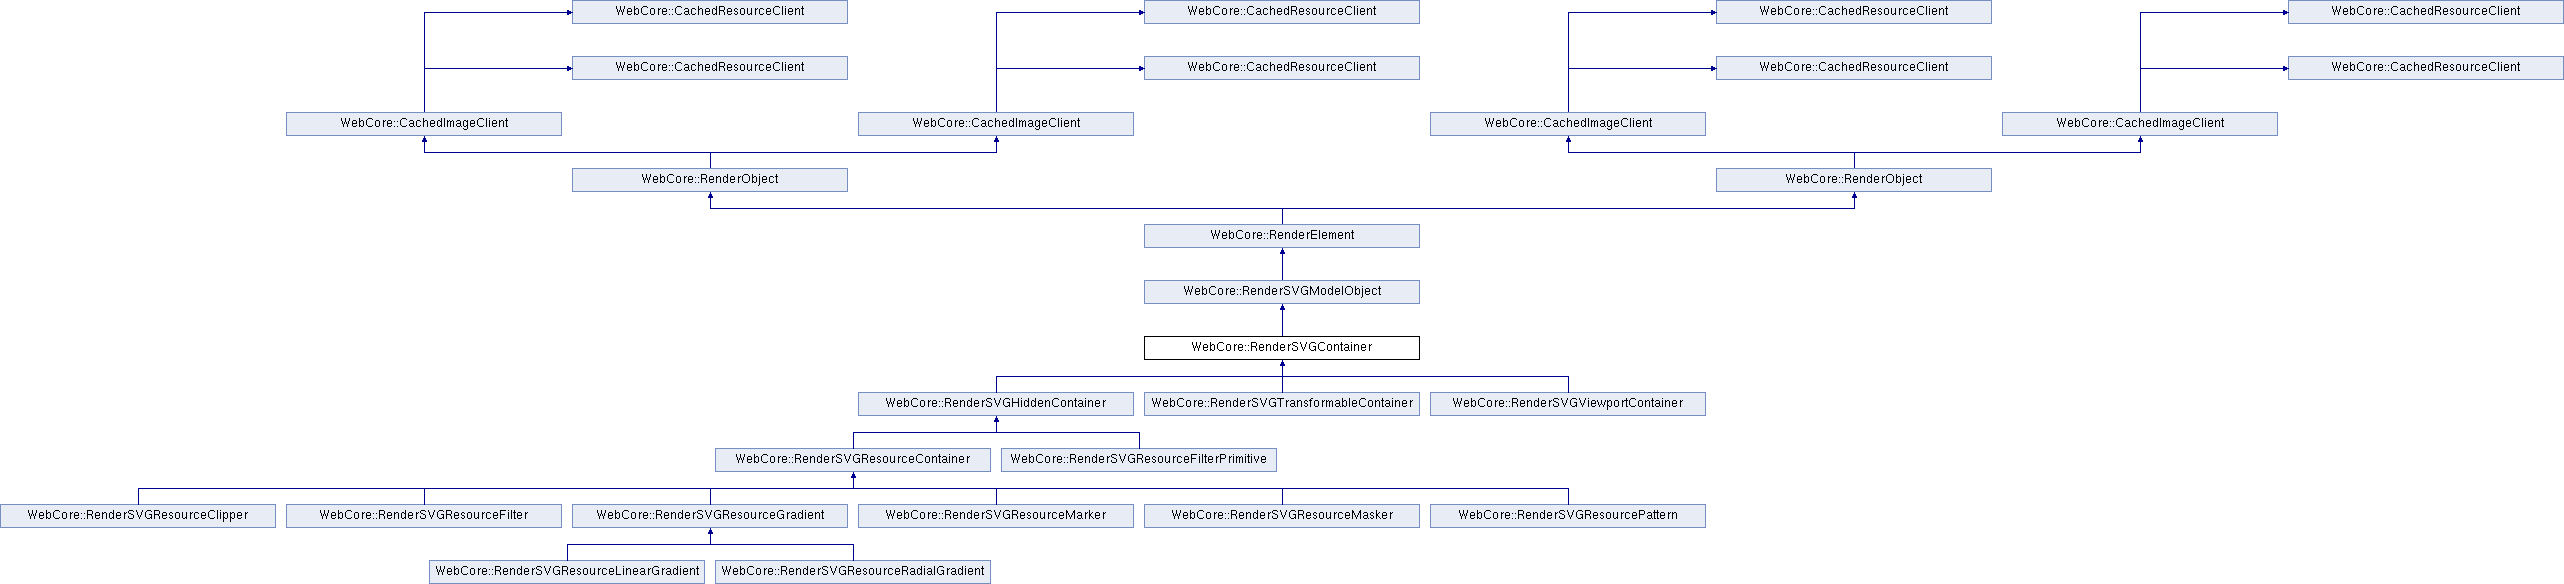 WebCore::CachedResourceClient
WebCore::CachedResourceClient
WebCore::CachedResourceClient
WebCore::CachedResourceClient
WebCore::CachedResourceClient
WebCore::CachedResourceClient
WebCore::CachedResourceClient
WebCore::CachedResourceClient
WebCore::CachedImageClient
WebCore::CachedImageClient
WebCore::CachedImageClient
WebCore::CachedImageClient
WebCore::RenderObject
WebCore::RenderObject
WebCore::RenderElement
WebCore::RenderSVGModelObject
WebCore::RenderSVGContainer
WebCore::RenderSVGHiddenContainer
WebCore::RenderSVGTransformableContainer
WebCore::RenderSVGViewportContainer
WebCore::RenderSVGResourceContainer
WebCore::RenderSVGResourceFilterPrimitive
WebCore::RenderSVGResourceClipper
WebCore::RenderSVGResourceFilter
WebCore::RenderSVGResourceGradient
WebCore::RenderSVGResourceMarker
WebCore::RenderSVGResourceMasker
WebCore::RenderSVGResourcePattern
WebCore::RenderSVGResourceLinearGradient
WebCore::RenderSVGResourceRadialGradient